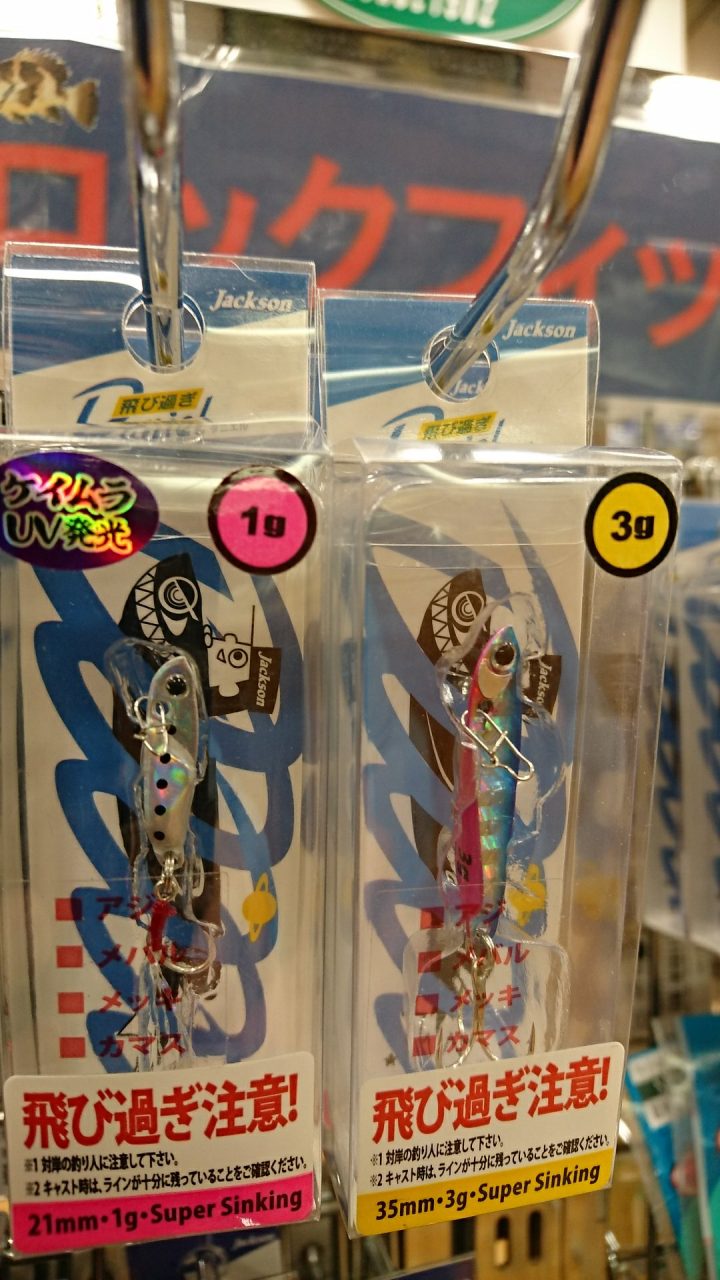 ロックフィッ
Jackson
飛び過ぎ
ケイムラ
UV発光
1g
Jackson
アジ
メバル
メッキ
カマス
飛び過ぎ注意!
※1 対岸の釣り人に注意して下さい。
※2 キャスト時は、ラインが十分に残っていることをご確認ください。
21mm・1g・Super Sinking
Jackson
飛び過ぎ
3g
アジ
メバル
メッキ
カマス
飛び過ぎ注意!
※1 対岸の釣り人に注意して下さい。
※2 キャスト時は、ラインが十分に残っていることをご確認ください。
35mm・3g・Super Sinking